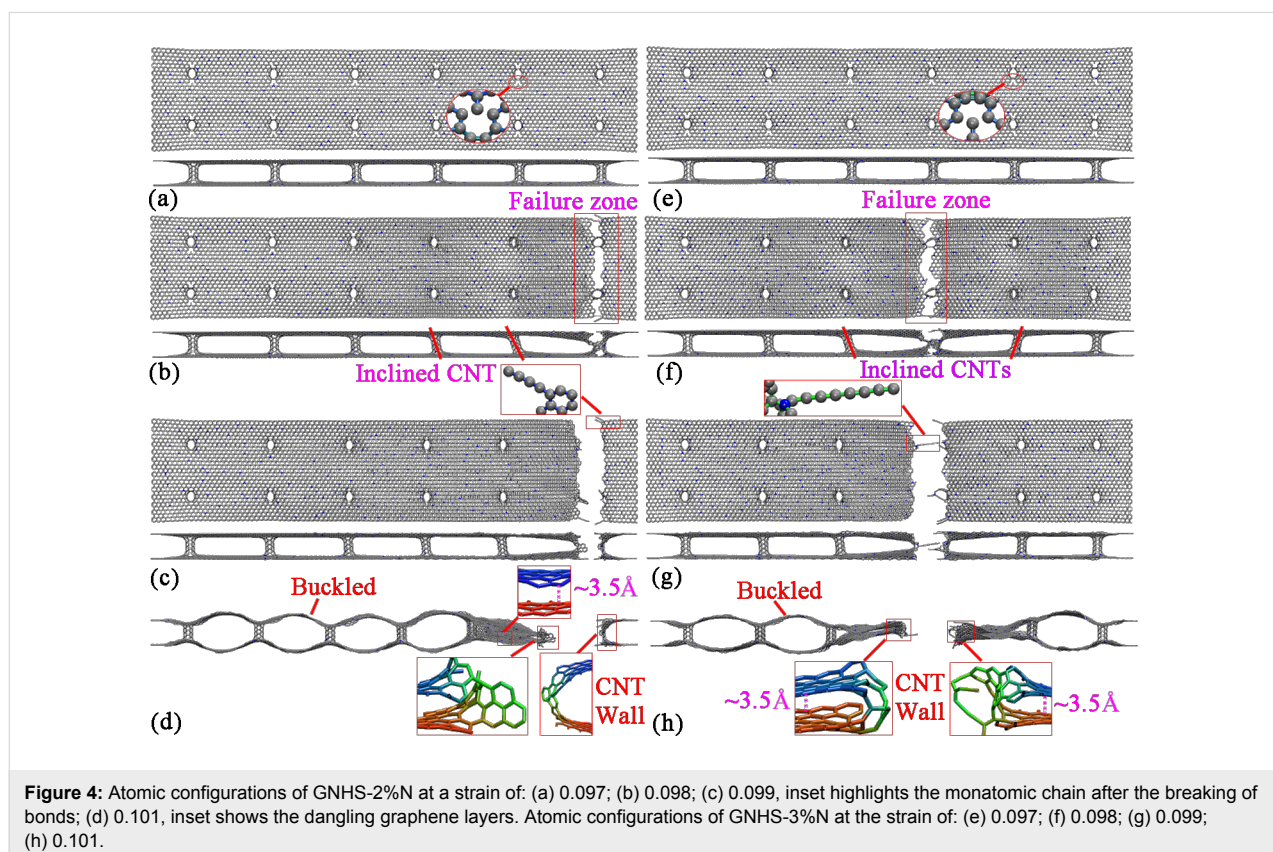 (a)
(e)
Failure zone
Failure zone
(b)
Inclined CNT
(f)
Inclined CNTs
(c)
(g)
Buckled
~3.5Å
Buckled
CNT
Wall
~3.5Å
CNT
Wall
~3.5Å
(d)
(h)
Figure 4: Atomic configurations of GNHS-2%N at a strain of: (a) 0.097; (b) 0.098; (c) 0.099, inset highlights the monatomic chain after the breaking of
bonds; (d) 0.101, inset shows the dangling graphene layers. Atomic configurations of GNHS-3%N at the strain of: (e) 0.097; (f) 0.098; (g) 0.099;
(h) 0.101.